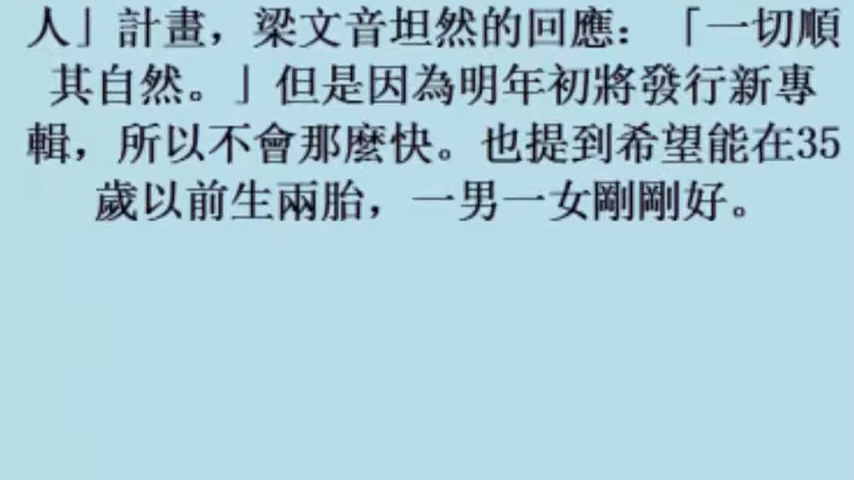 人」計畫，梁文音坦然的回應：「一切順
其自然。」但是因為明年初將發行新專
輯，所以不會那麼快。也提到希望能在35
歲以前生兩胎，一男一女剛剛好。